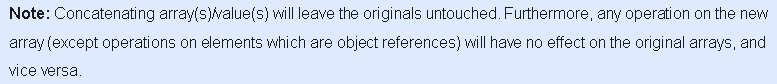 Note: Concatenating array(s)/value(s) will leave the originals untouched. Furthermore, any operation on the new
array (except operations on elements which are object references) will have no effect on the original arrays, and
vice versa.